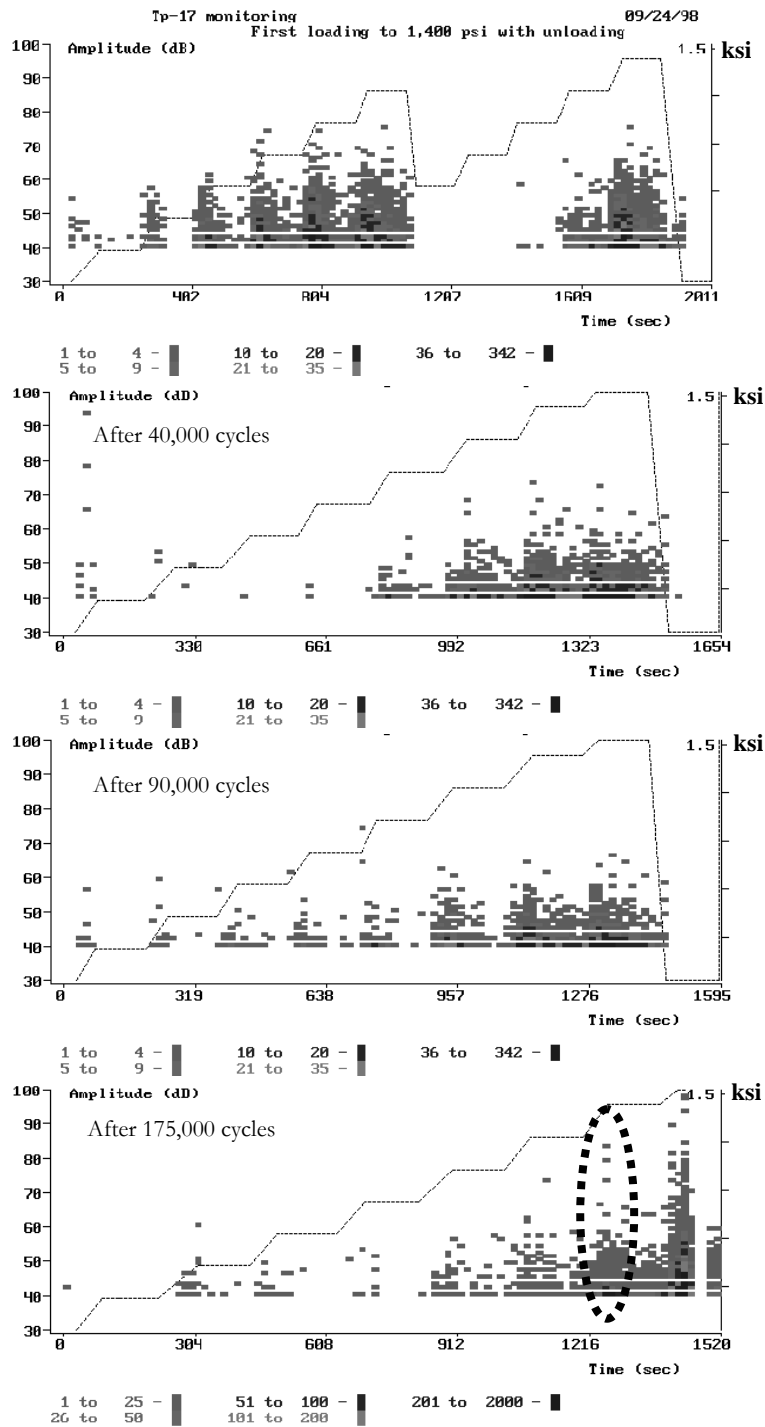 Tp-17 monitoring 09/24/98
First loading to 1,400 psi with unloading
Amplitude (dB) 1.5 ksi
100
90
80
70
60
50
40
30
0 402 804 1207 1609 2011
Time (sec)
1 to 4 - 10 to 20 - 36 to 342 -
5 to 9 - 21 to 35 -
Amplitude (dB) 1.5 ksi
After 40,000 cycles
100
90
80
70
60
50
40
30
0 330 661 992 1323 1654
Time (sec)
1 to 4 - 10 to 20 - 36 to 342 -
5 to 9 21 to 35
Amplitude (dB) 1.5 ksi
After 90,000 cycles
100
90
80
70
60
50
40
30
0 319 638 957 1276 1595
Time (sec)
1 to 4 - 10 to 20 - 36 to 342 -
5 to 9 - 21 to 35 -
Amplitude (dB) 1.5 ksi
After 175,000 cycles
100
90
80
70
60
50
40
30
0 304 608 912 1216 1520
Time (sec)
1 to 25 - 51 to 100 - 201 to 2000 -
26 to 50 101 to 200